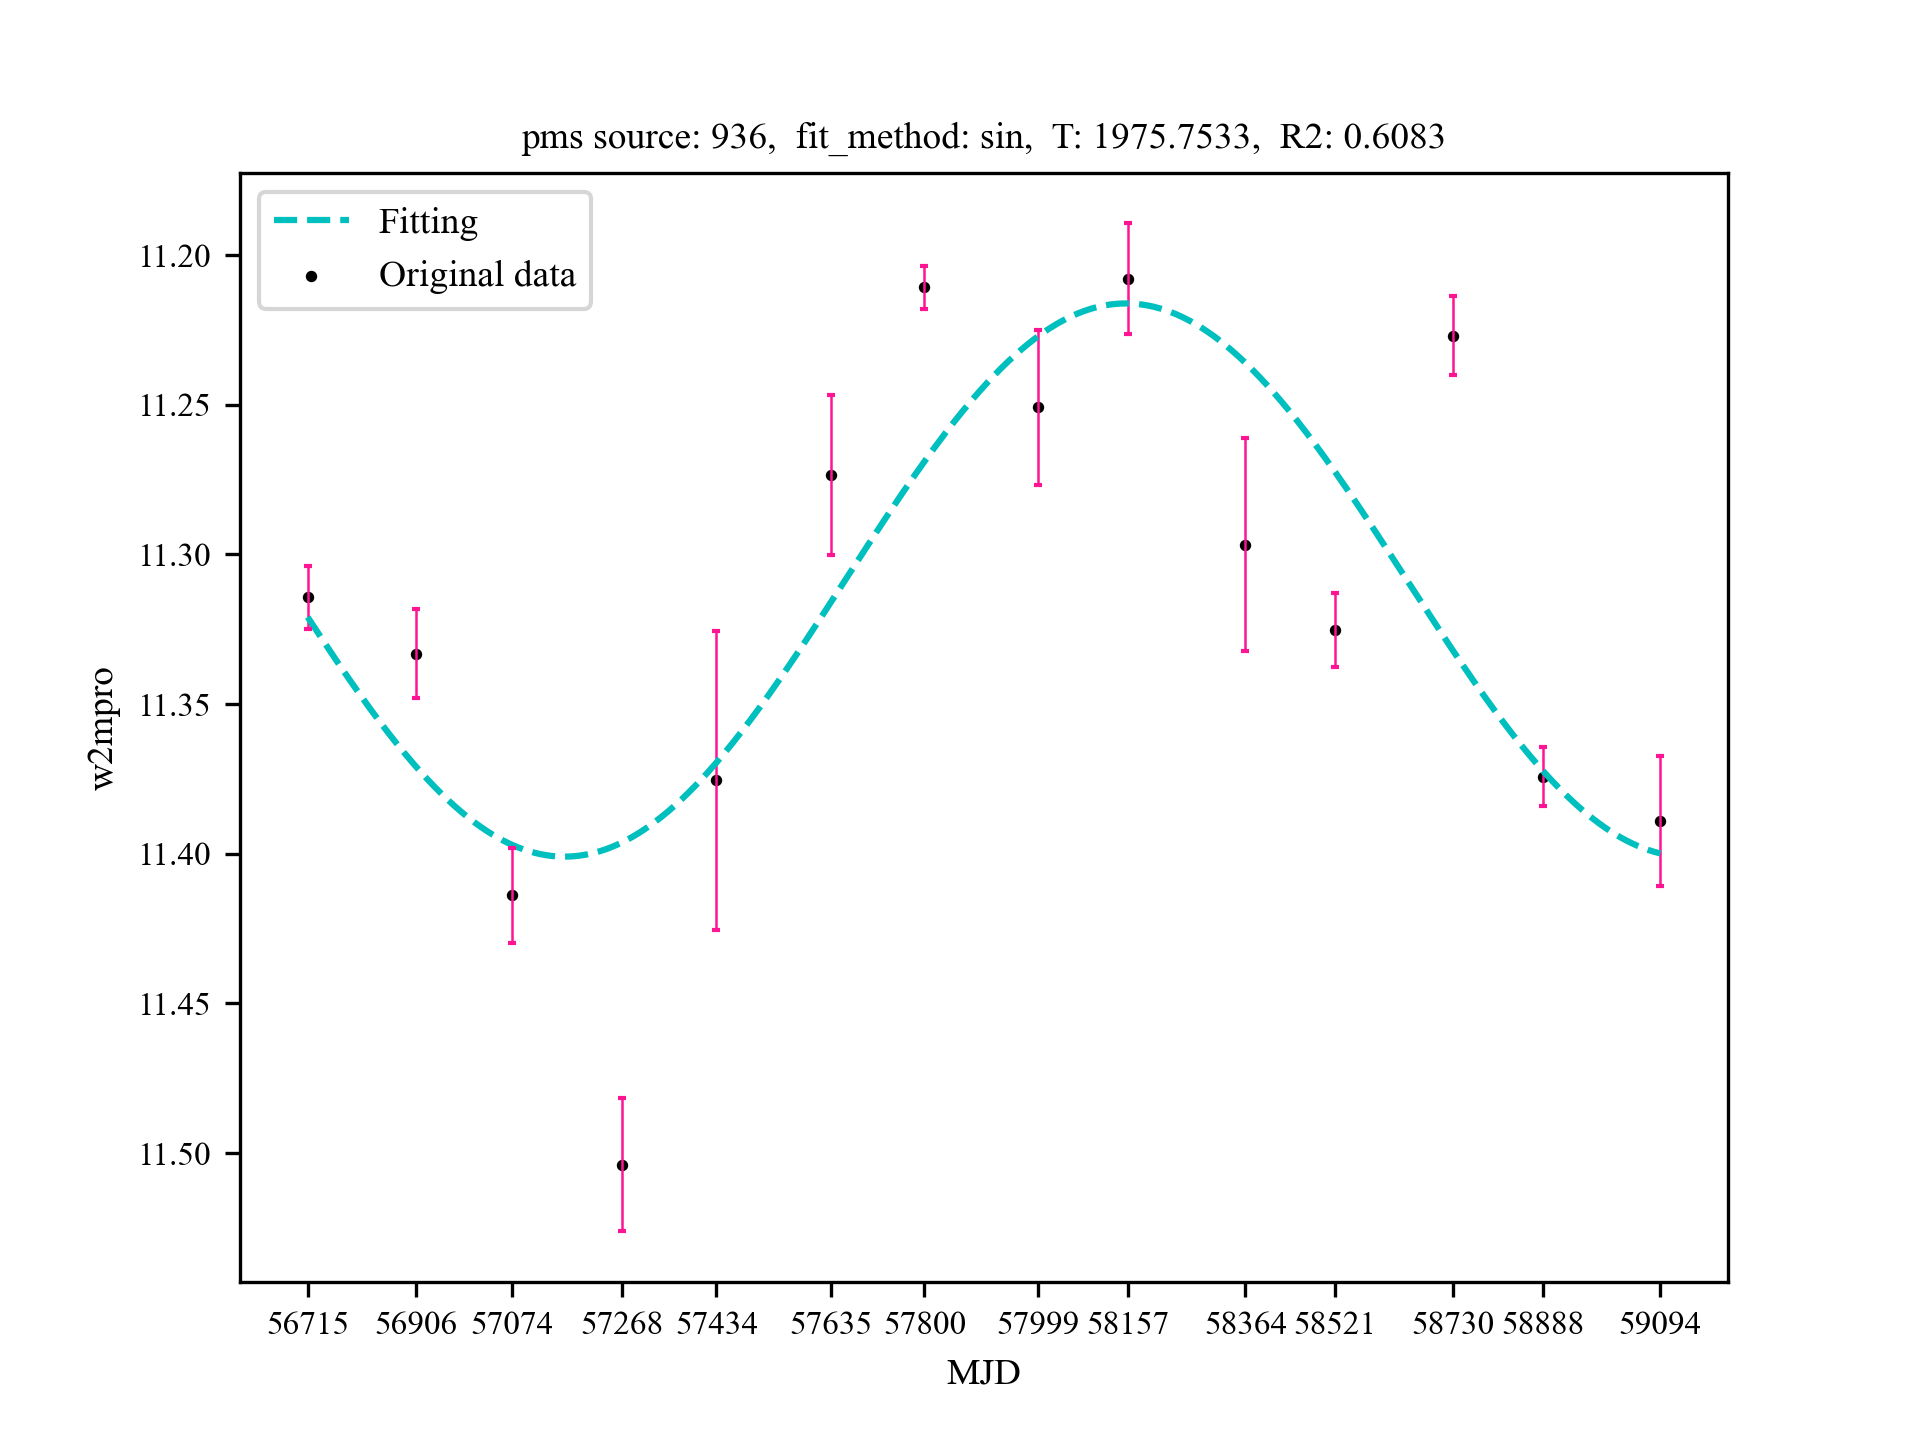 pms source: 936,  fit_method: sin,  T: 1975.7533,  R2: 0.6083
Fitting
Original data
11.20
11.25
11.30
11.35
11.40
11.45
11.50
w2mpro
56715 56906 57074 57268 57434 57635 57800 57999 58157 58364 58521 58730 58888 59094
MJD